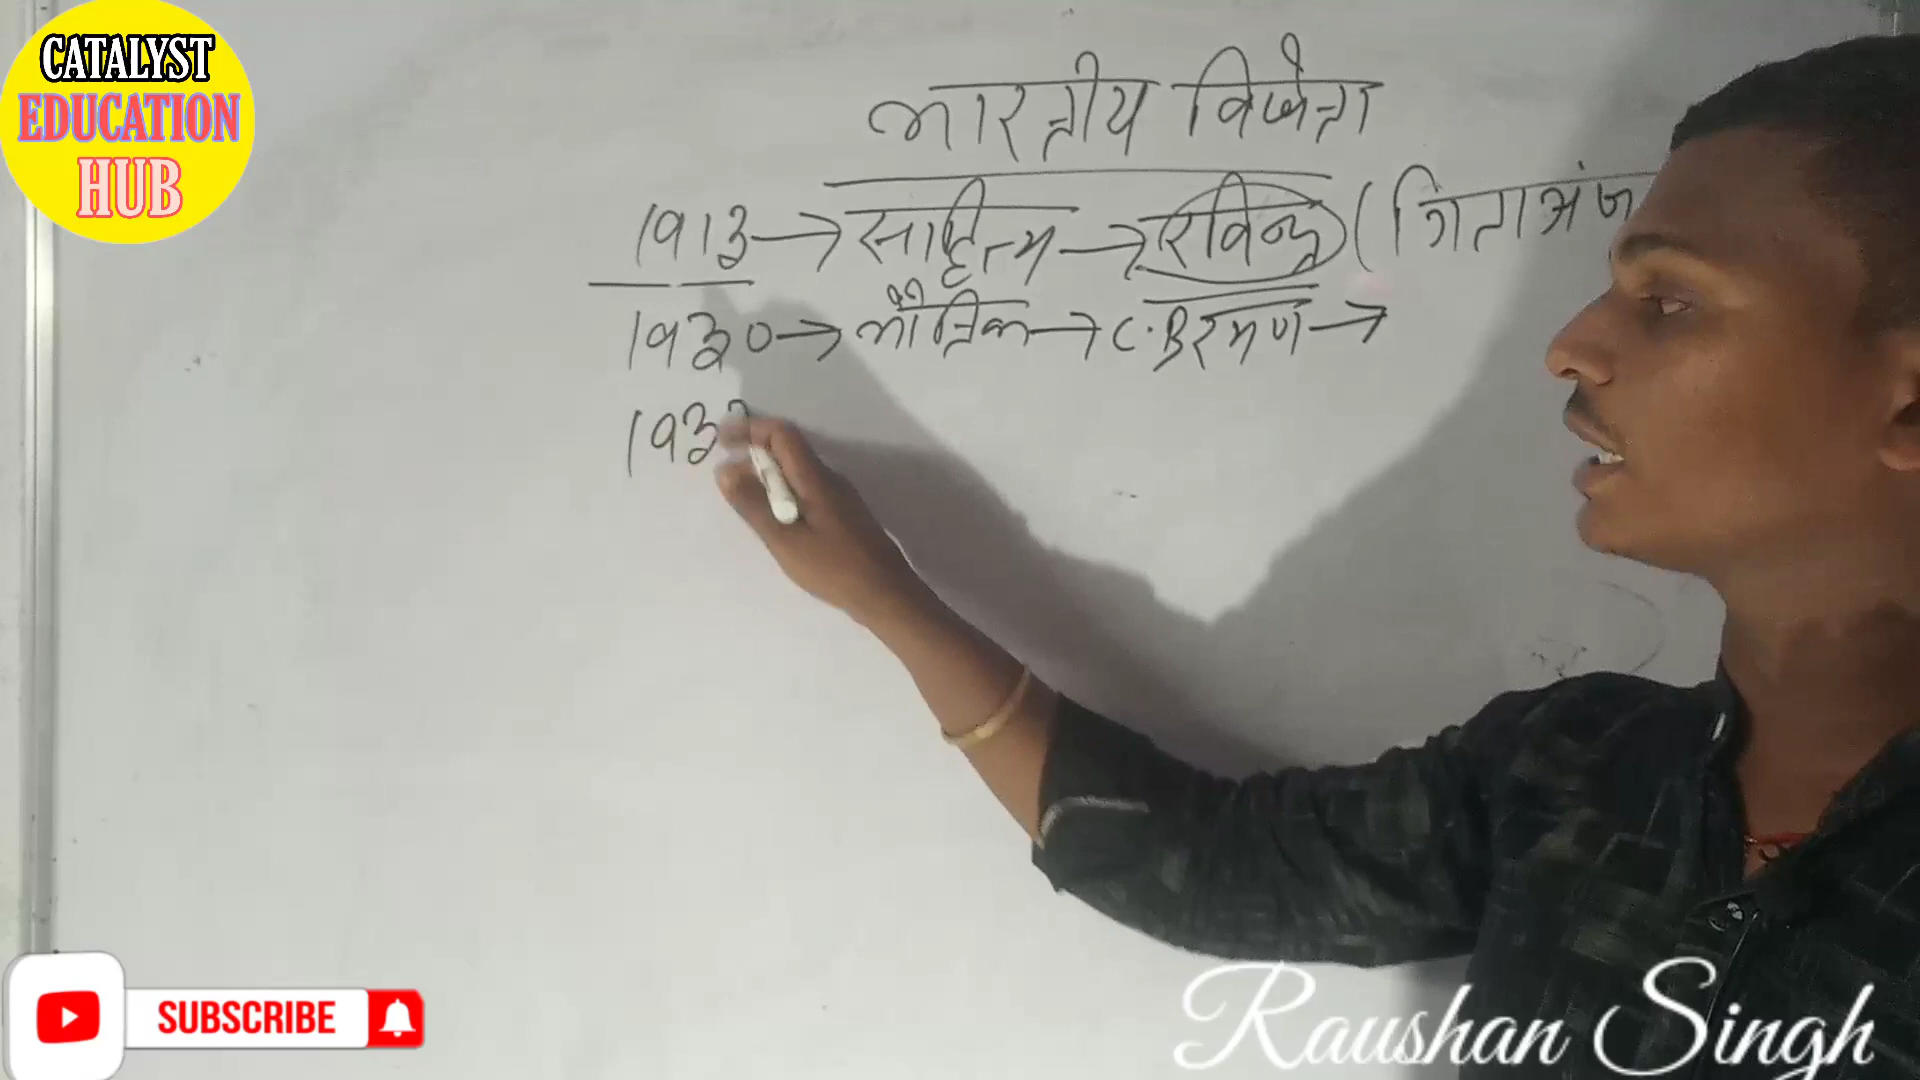 CATALYST
EDUCATION
HUB
भारतीय विजेता
1913 → साहित्य → रविन्द्र (गिताअंज
1930 → भौतिकी → C.B रमण →
193
SUBSCRIBE
Raushan Singh